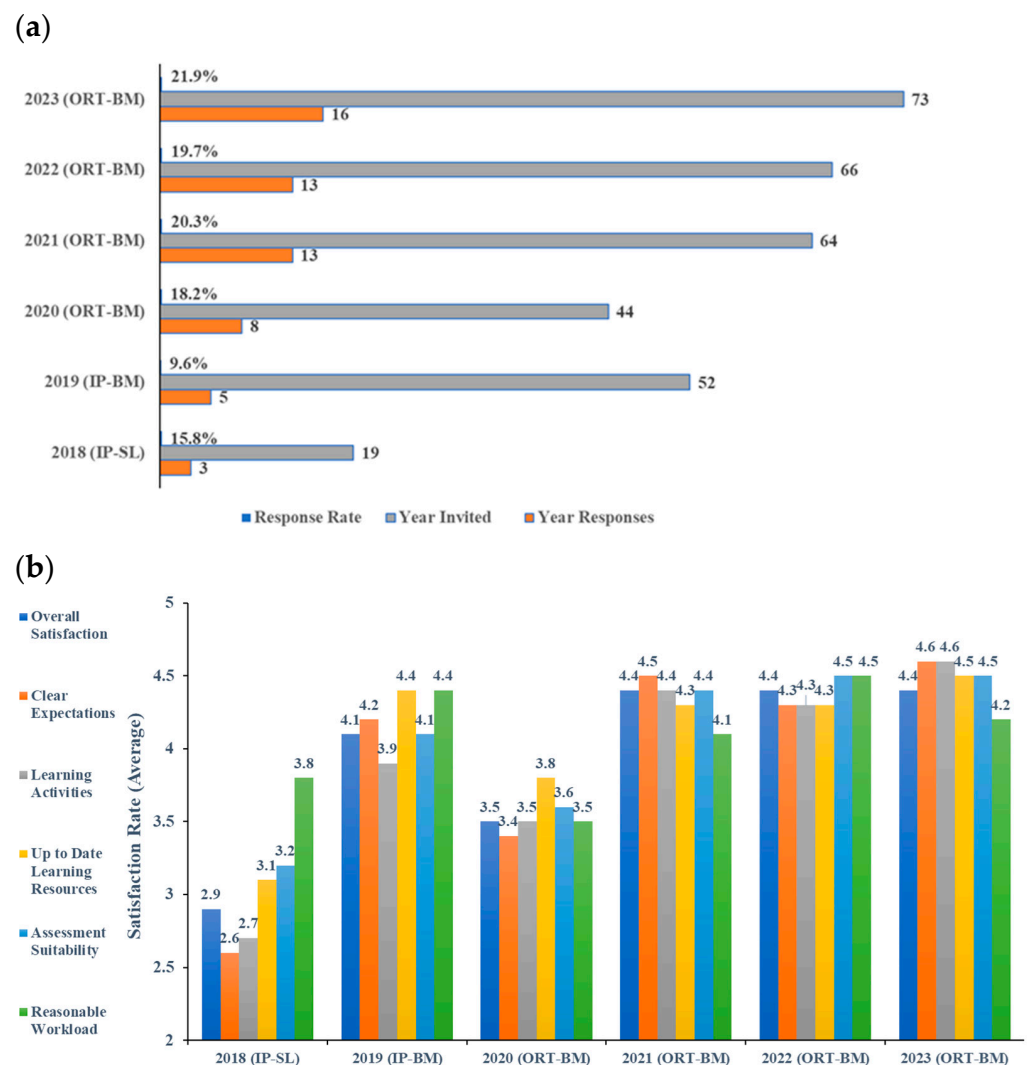 (a)
21.9%
2023 (ORT-BM)
73
16
19.7%
2022 (ORT-BM)
66
13
20.3%
2021 (ORT-BM)
64
13
18.2%
2020 (ORT-BM)
44
8
9.6%
2019 (IP-BM)
52
5
15.8%
2018 (IP-SL)
19
3
Response Rate Year Invited Year Responses
(b)
Overall
Satisfaction
Clear
Expectations
Learning
Activities
Up to Date
Learning
Resources
Assessment
Suitability
Reasonable
Workload
Satisfaction Rate (Average)
5
4.5
4
3.5
3
2.5
2
2.9 2.6 2.7 3.1 3.2 3.8
4.1 4.2 3.9 4.4 4.1 4.4
3.5 3.4 3.5 3.8 3.6 3.5
4.4 4.5 4.4 4.3 4.4 4.1
4.4 4.3 4.3 4.3 4.5 4.5
4.4 4.6 4.6 4.5 4.5 4.2
2018 (IP-SL) 2019 (IP-BM) 2020 (ORT-BM) 2021 (ORT-BM) 2022 (ORT-BM) 2023 (ORT-BM)